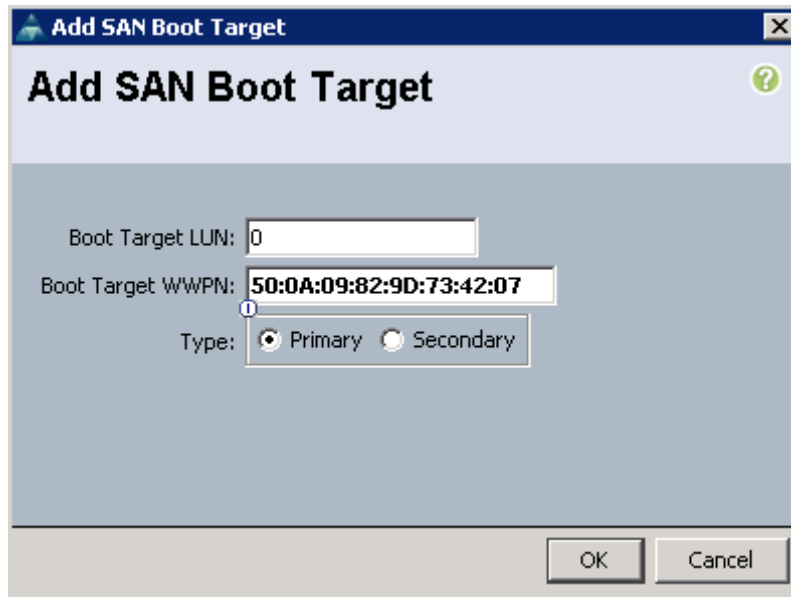 Add SAN Boot Target
Add SAN Boot Target
?
Boot Target LUN: 0
Boot Target WWPN: 50:0A:09:82:9D:73:42:07
Type: Primary Secondary
OK Cancel